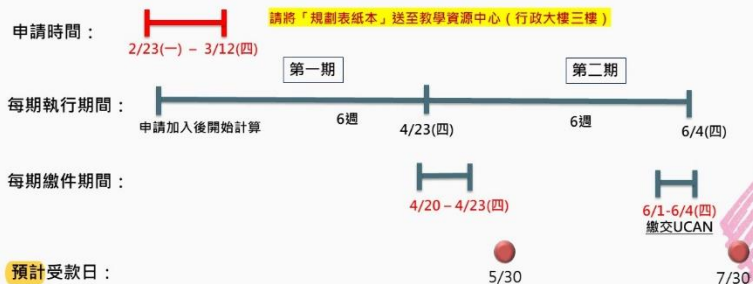 申請時間：
請將「規劃表紙本」送至教學資源中心（行政大樓三樓）
2/23(一) – 3/12(四)
第一期
第二期
每期執行期間：
申請加入後開始計算
6週
4/23(四)
6週
6/4(四)
每期繳件期間：
4/20 – 4/23(四)
6/1-6/4(四)
繳交UCAN
預計受款日：
5/30
7/30